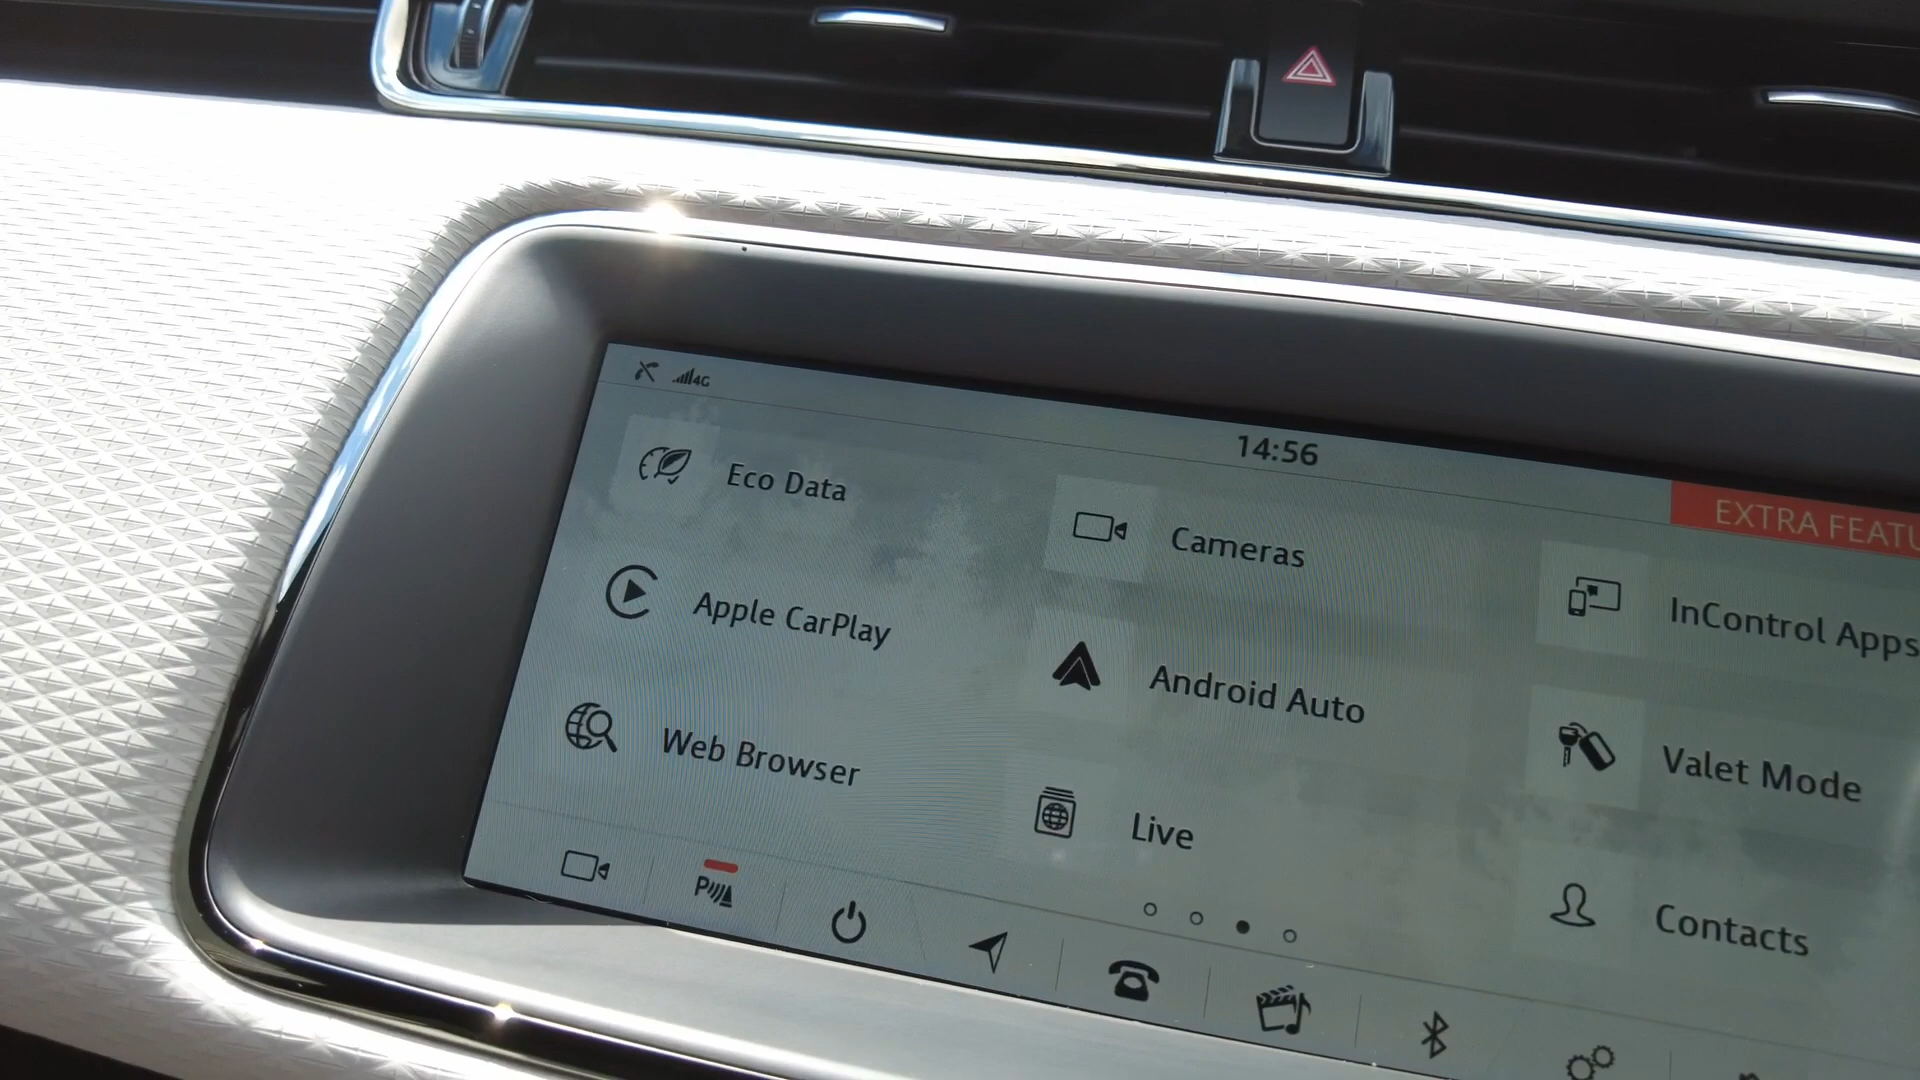 4G
14:56
EXTRA FEATU
Eco Data
Cameras
InControl Apps
Apple CarPlay
Android Auto
Valet Mode
Web Browser
Live
Contacts
P